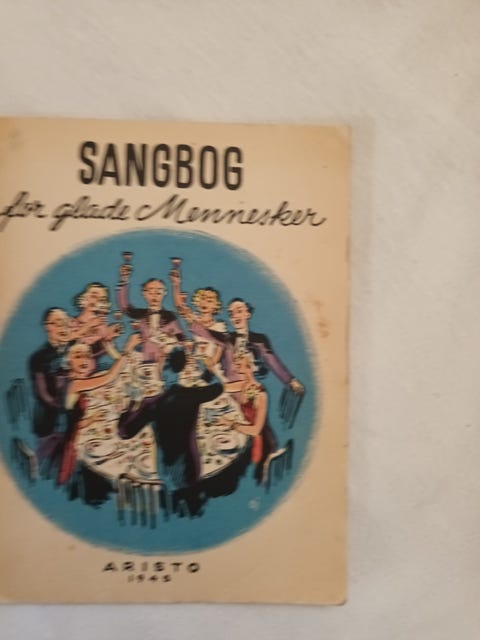 SANGBOG
for glade Mennesker
ARISTO
1945